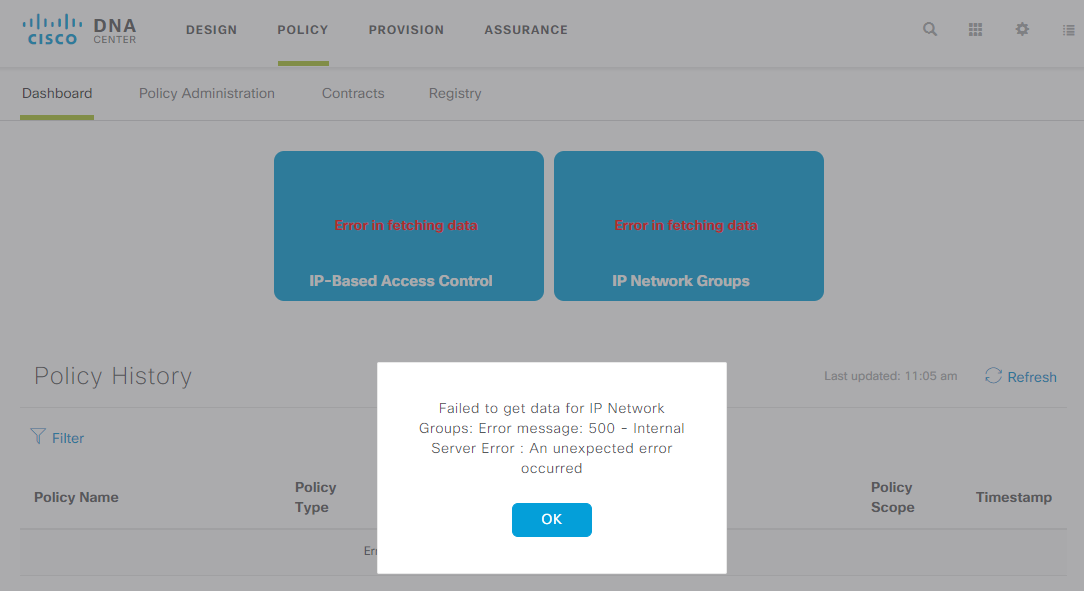 CISCO
DNA
CENTER
DESIGN
POLICY
PROVISION
ASSURANCE
Dashboard
Policy Administration
Contracts
Registry
Error in fetching data
IP-Based Access Control
Error in fetching data
IP Network Groups
Policy History
Last updated: 11:05 am
Refresh
Filter
Policy Name
Policy
Type
Policy
Scope
Timestamp
Failed to get data for IP Network
Groups: Error message: 500 - Internal
Server Error : An unexpected error
occurred
OK